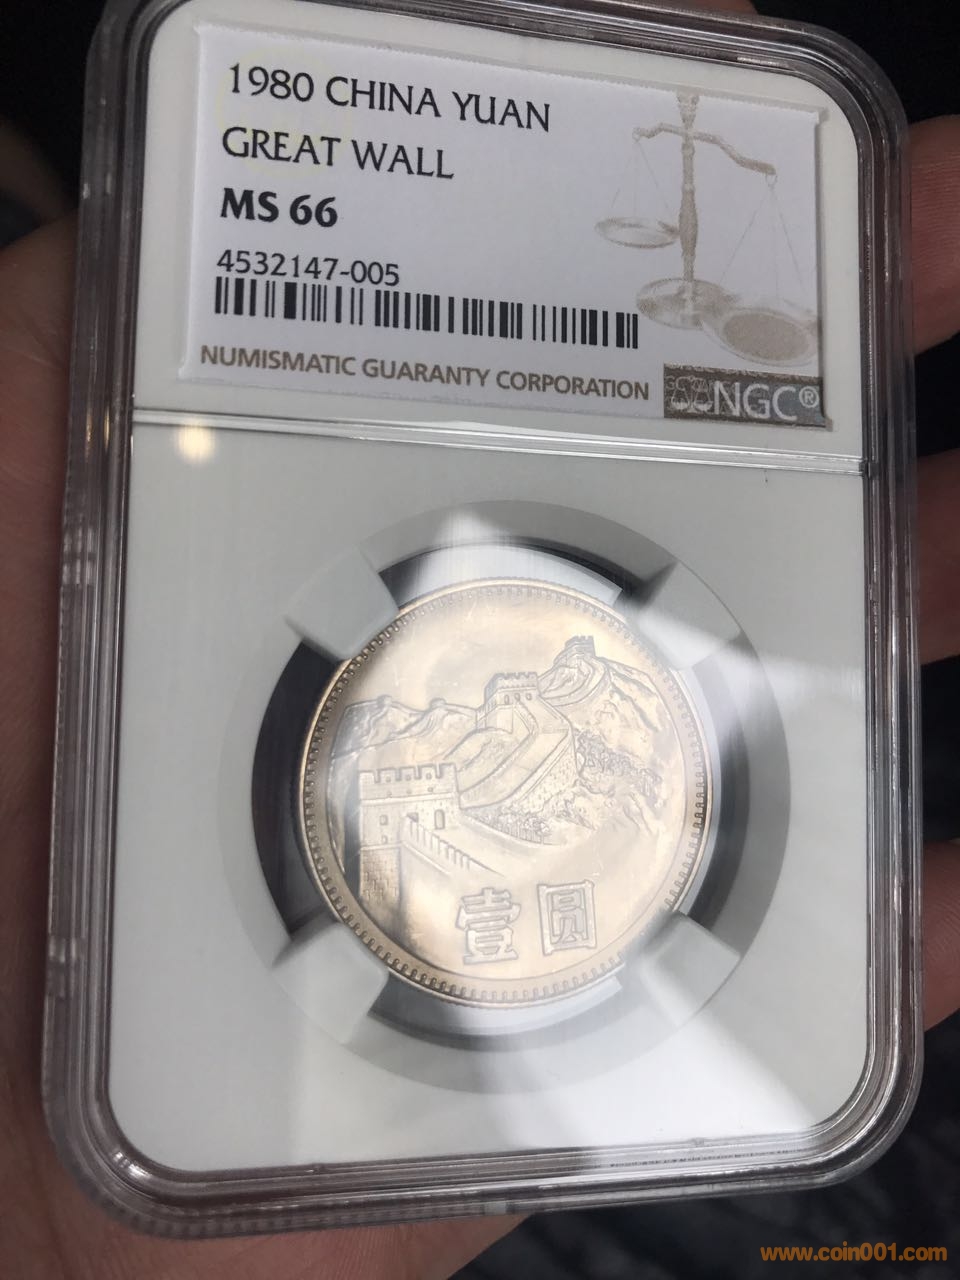 1980 CHINA YUAN
GREAT WALL
MS 66
4532147-005
NUMISMATIC GUARANTY CORPORATION
NGC®
壹圆
www.coin001.com